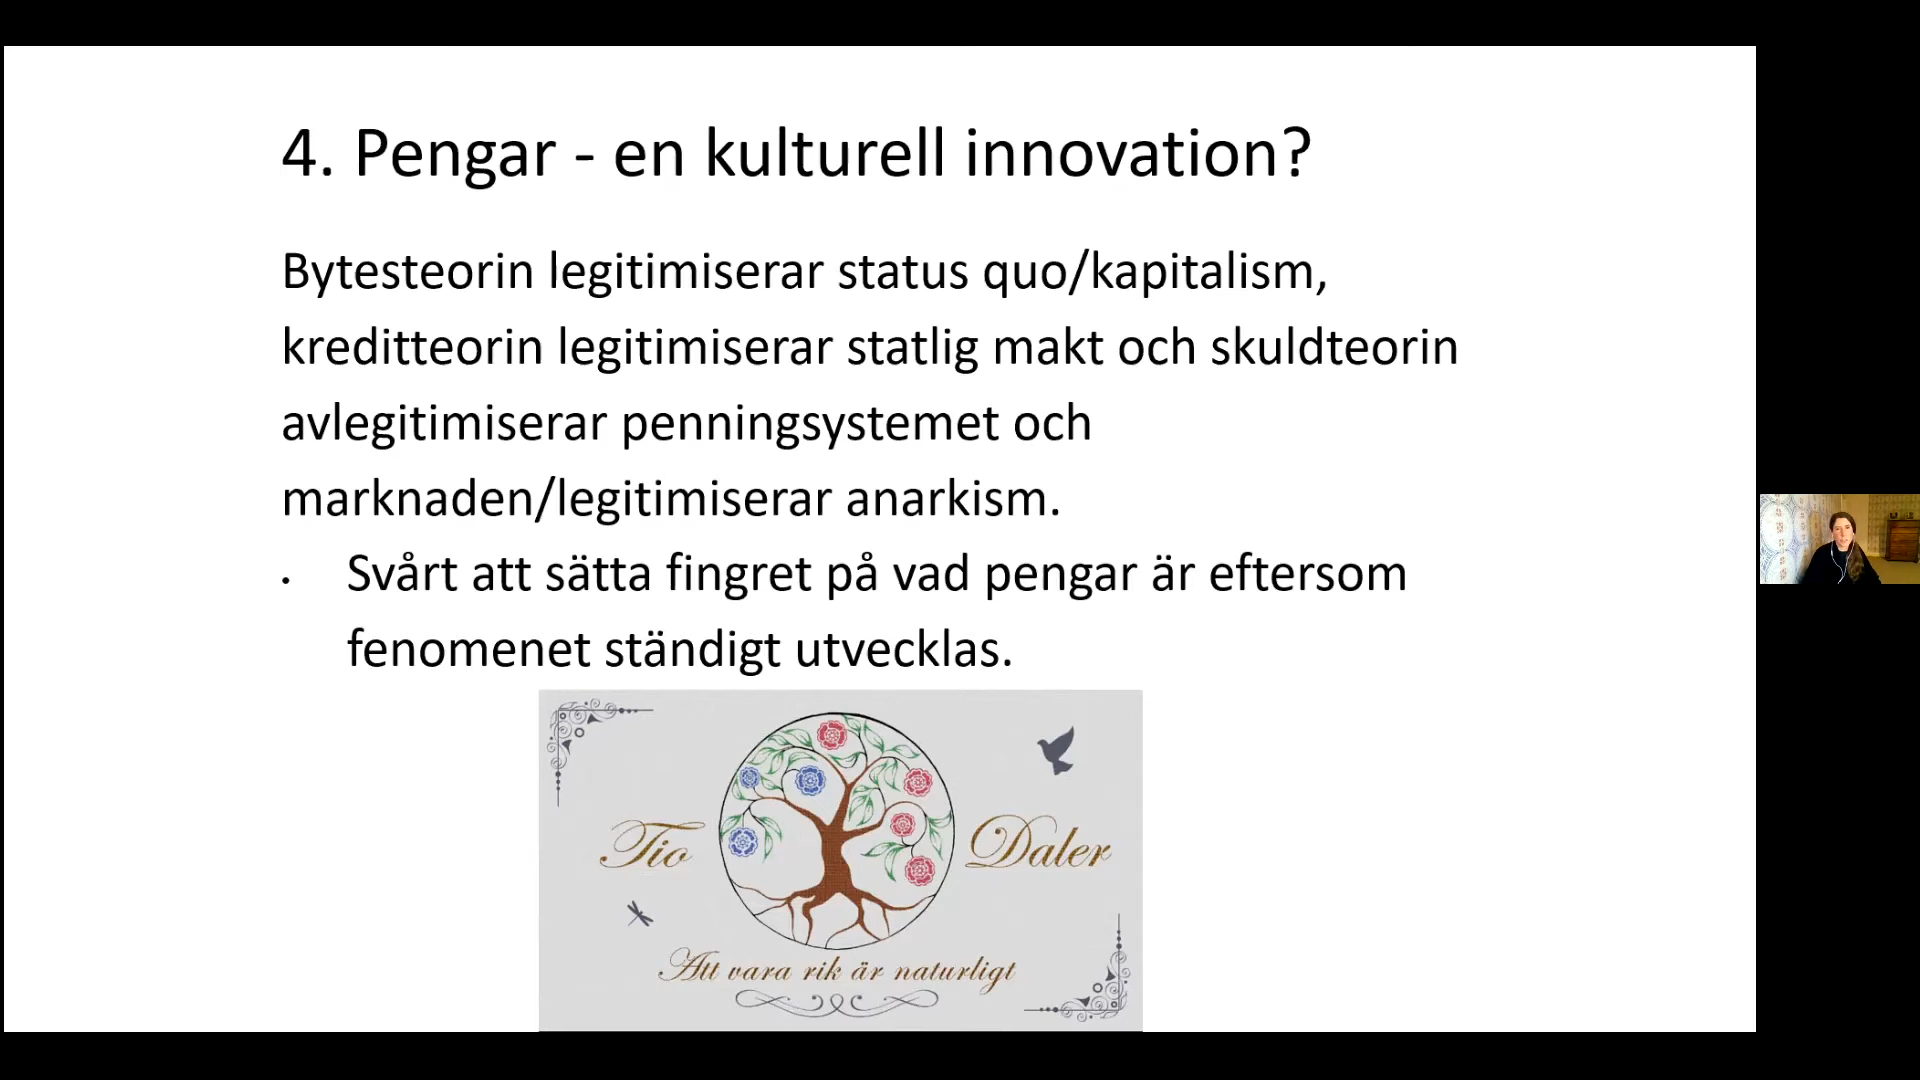 4. Pengar - en kulturell innovation?
Bytesteorin legitimiserar status quo/kapitalism,
kreditteorin legitimiserar statlig makt och skuldteorin
avlegitimiserar penningsystemet och
marknaden/legitimiserar anarkism.
• Svårt att sätta fingret på vad pengar är eftersom
fenomenet ständigt utvecklas.
Tio Daler
Att vara rik är naturligt